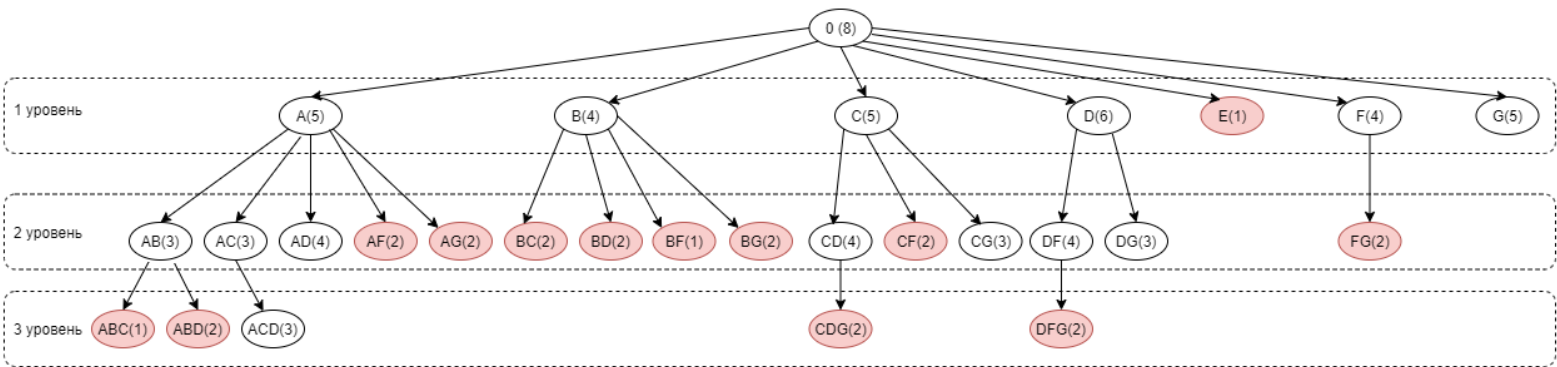 0 (8)
1 уровень
A(5) B(4) C(5) D(6) E(1) F(4) G(5)
2 уровень
AB(3) AC(3) AD(4) AF(2) AG(2) BC(2) BD(2) BF(1) BG(2) CD(4) CF(2) CG(3) DF(4) DG(3) FG(2)
3 уровень
ABC(1) ABD(2) ACD(3) CDG(2) DFG(2)